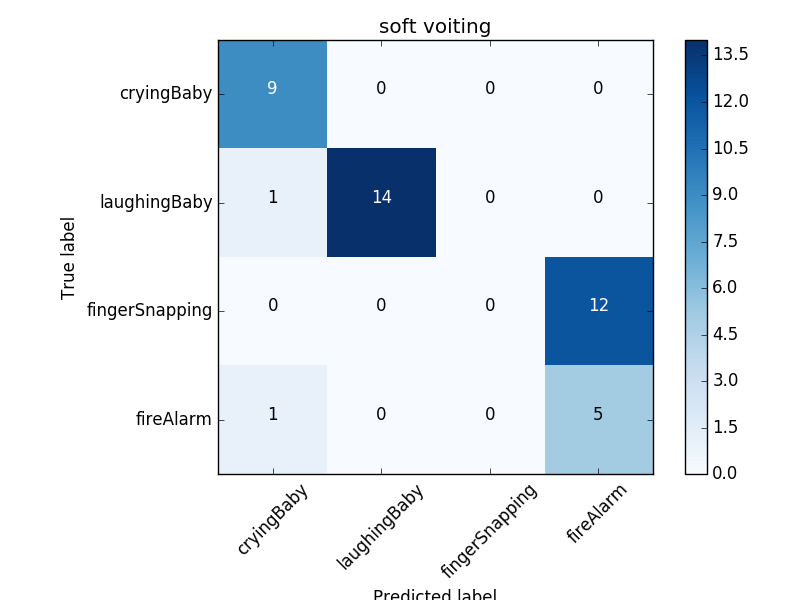 soft voiting
cryingBaby 9 0 0 0
laughingBaby 1 14 0 0
fingerSnapping 0 0 0 12
fireAlarm 1 0 0 5
True label
cryingBaby laughingBaby fingerSnapping fireAlarm
Predicted label
13.5
12.0
10.5
9.0
7.5
6.0
4.5
3.0
1.5
0.0